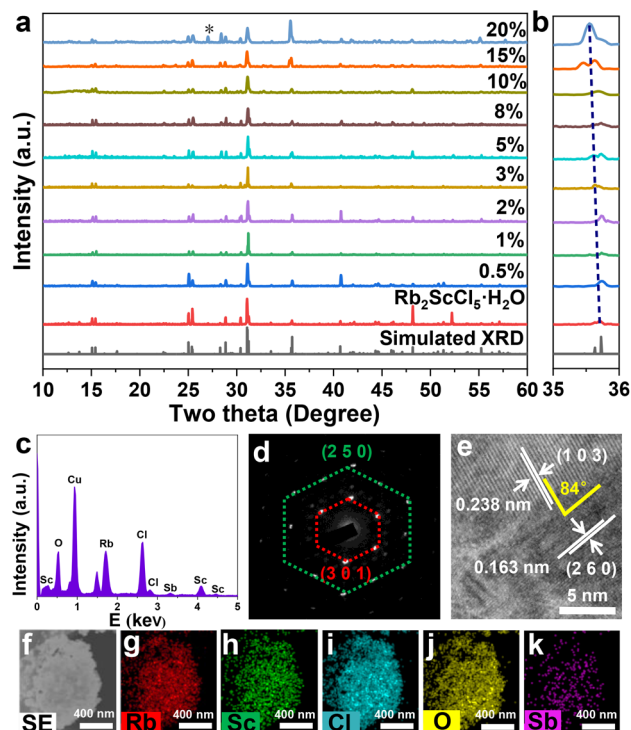 a
b
*
20%
15%
10%
8%
5%
3%
2%
1%
0.5%
Rb₂ScCl₅·H₂O
Simulated XRD
Intensity (a.u.)
10 15 20 25 30 35 40 45 50 55 60
Two theta (Degree)
35 36
c
Cu
O
Rb
Cl
Sc
Cl
Sb
Sc
Sc
Intensity (a.u.)
0 1 2 3 4 5
E (kev)
d
(2 5 0)
(3 0 1)
e
(1 0 3)
0.238 nm
84°
0.163 nm
(2 6 0)
5 nm
f
SE
400 nm
g
Rb
400 nm
h
Sc
400 nm
i
Cl
400 nm
j
O
400 nm
k
Sb
400 nm